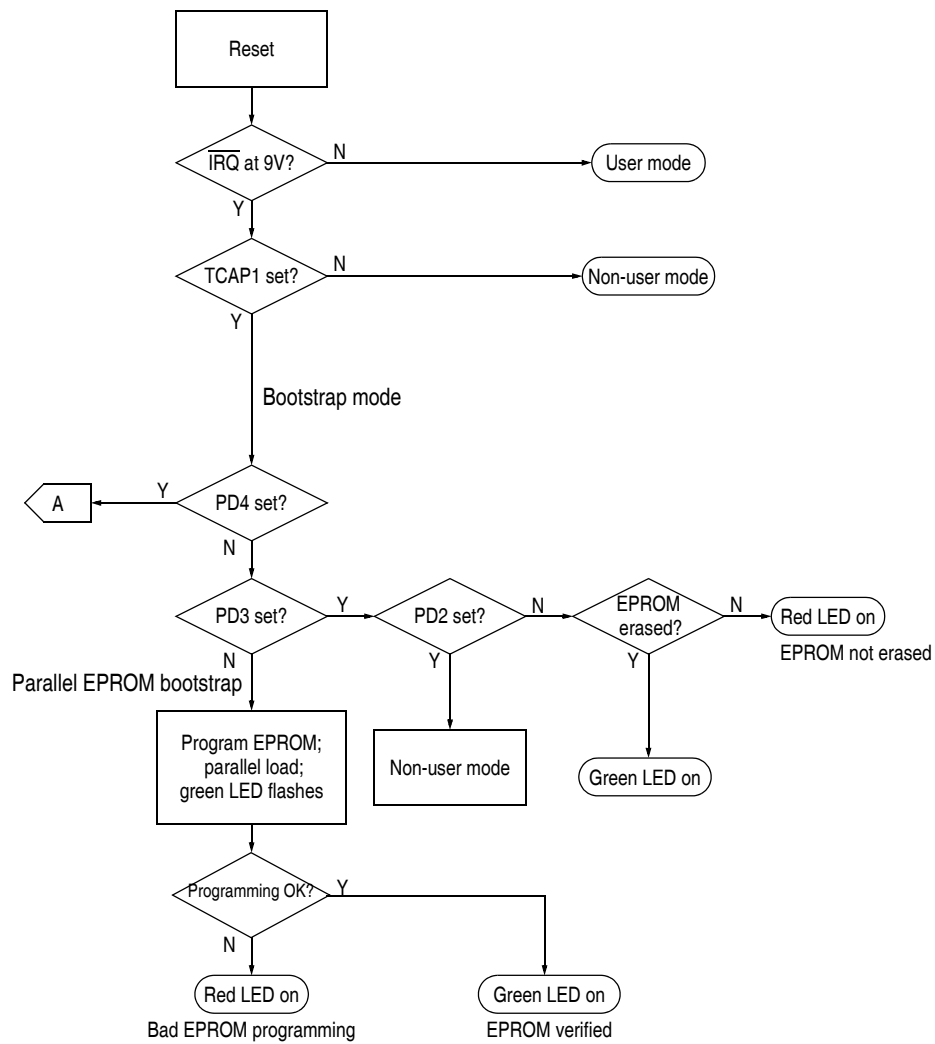 Reset
IRQ at 9V?
N
User mode
Y
TCAP1 set?
N
Non-user mode
Y
Bootstrap mode
A
Y
PD4 set?
N
PD3 set?
Y
PD2 set?
N
EPROM
erased?
N
Red LED on
EPROM not erased
N
Y
Y
Parallel EPROM bootstrap
Program EPROM;
parallel load;
green LED flashes
Non-user mode
Green LED on
Programming OK?
Y
N
Red LED on
Green LED on
Bad EPROM programming
EPROM verified